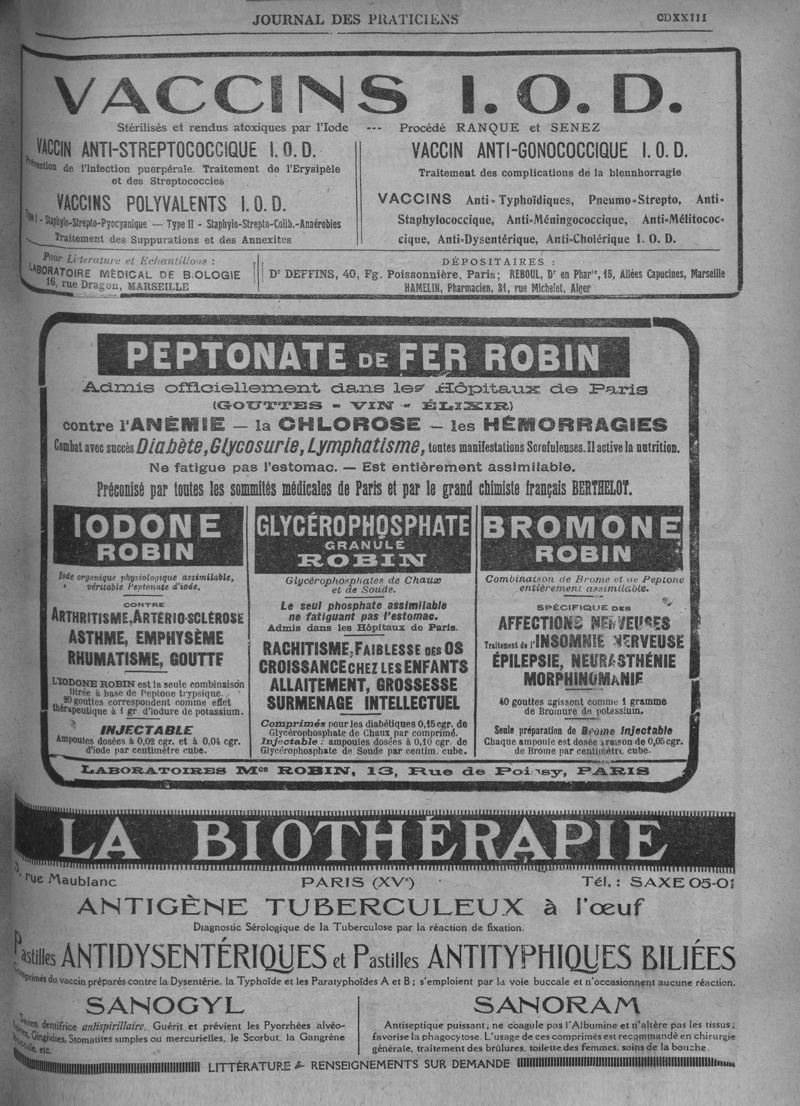 JOURNAL DES PRATICIENS
CDXXIII
VACCINS I.O.D.
Stérilisés et rendus atoxiques par l'Iode --- Procédé RANQUE et SENEZ
VACCIN ANTI-STREPTOCOCCIQUE I.O.D.
Prévention de l'Infection puerpérale. Traitement de l'Erysipèle
et des Streptococcies
VACCINS POLYVALENTS I.O.D.
Type I - Staphylo-Strepto-Pyocyanique — Type II - Staphylo-Strepto-Colib.-Anaérobies
Traitement des Suppurations et des Annexites
VACCIN ANTI-GONOCOCCIQUE I.O.D.
Traitement des complications de la blennhorragie
VACCINS Anti-Typhoïdiques, Pneumo-Strepto, Anti-
Staphylococcique, Anti-Méningococcique, Anti-Mélitococ-
cique, Anti-Dysentérique, Anti-Cholérique I.O.D.
Pour Literature et Echantillons :
LABORATOIRE MÉDICAL DE BIOLOGIE
16, rue Dragon, MARSEILLE
DÉPOSITAIRES :
Dr DEFFINS, 40, Fg. Poissonnière, Paris; REBOUL, Dr en Pharcie, 15, Allées Capucines, Marseille
HAMELIN, Pharmacien, 31, rue Michelet, Alger
PEPTONATE DE FER ROBIN
Admis officiellement dans les Hôpitaux de Paris
(GOUTTES - VIN - ÉLIXIR)
contre l'ANÉMIE — la CHLOROSE — les HÉMORRAGIES
Combat avec succès Diabète, Glycosurie, Lymphatisme, toutes manifestations Scrofuleuses. Il active la nutrition.
Ne fatigue pas l'estomac. — Est entièrement assimilable.
Préconisé par toutes les sommités médicales de Paris et par le grand chimiste français BERTHELOT.
IODONE
ROBIN
Iode organique physiologique assimilable,
véritable Peptonate d'iode.
CONTRE
ARTHRITISME, ARTÉRIO-SCLÉROSE
ASTHME, EMPHYSÈME
RHUMATISME, GOUTTE
L'IODONE ROBIN est la seule combinaison
titrée à base de Peptone trypsique.
20 gouttes correspondent comme effet
thérapeutique à 1 gr d'iodure de potassium.
INJECTABLE
Ampoules dosées à 0,02 cgr. et à 0,04 cgr.
d'iode par centimètre cube.
GLYCÉROPHOSPHATE
GRANULÉ
ROBIN
Glycérophosphates de Chaux
et de Soude.
Le seul phosphate assimilable
ne fatiguant pas l'estomac.
Admis dans les Hôpitaux de Paris.
RACHITISME, FAIBLESSE DES OS
CROISSANCE CHEZ LES ENFANTS
ALLAITEMENT, GROSSESSE
SURMENAGE INTELLECTUEL
Comprimés pour les diabétiques 0,15 cgr. de
Glycérophosphate de Chaux par comprimé.
Injectable : ampoules dosées à 0,10 cgr. de
Glycérophosphate de Soude par centim. cube.
BROMONE
ROBIN
Combinaison de Brome et de Peptone
entièrement assimilable.
SPÉCIFIQUE DES
AFFECTIONS NERVEUSES
Traitement de l'INSOMNIE NERVEUSE
ÉPILEPSIE, NEURASTHÉNIE
MORPHINOMANIE
40 gouttes agissent comme 1 gramme
de Bromure de potassium.
Seule préparation de Brome Injectable
Chaque ampoule est dosée à raison de 0,05 cgr.
de Brome par centimètre cube.
LABORATOIRES Mce ROBIN, 13, Rue de Poissy, PARIS
LA BIOTHÉRAPIE
rue Maublanc PARIS (XVe) Tél. : SAXE 05-01
ANTIGÈNE TUBERCULEUX à l'œuf
Diagnostic Sérologique de la Tuberculose par la réaction de fixation.
Pastilles ANTIDYSENTÉRIQUES et Pastilles ANTITYPHIQUES BILIÉES
Comprimés du vaccin préparés contre la Dysentérie, la Typhoïde et les Paratyphoïdes A et B ; s'emploient par la voie buccale et n'occasionnent aucune réaction.
SANOGYL
dentifrice antispirillaire. Guérit et prévient les Pyorrhées alvéo-
Gingivites, Stomatites simples ou mercurielles, le Scorbut, la Gangrène
etc.
SANORAM
Antiseptique puissant; ne coagule pas l'Albumine et n'altère pas les tissus;
favorise la phagocytose. L'usage de ces comprimés est recommandé en chirurgie
générale, traitement des brûlures, toilette des femmes, soins de la bouche.
LITTÉRATURE & RENSEIGNEMENTS SUR DEMANDE